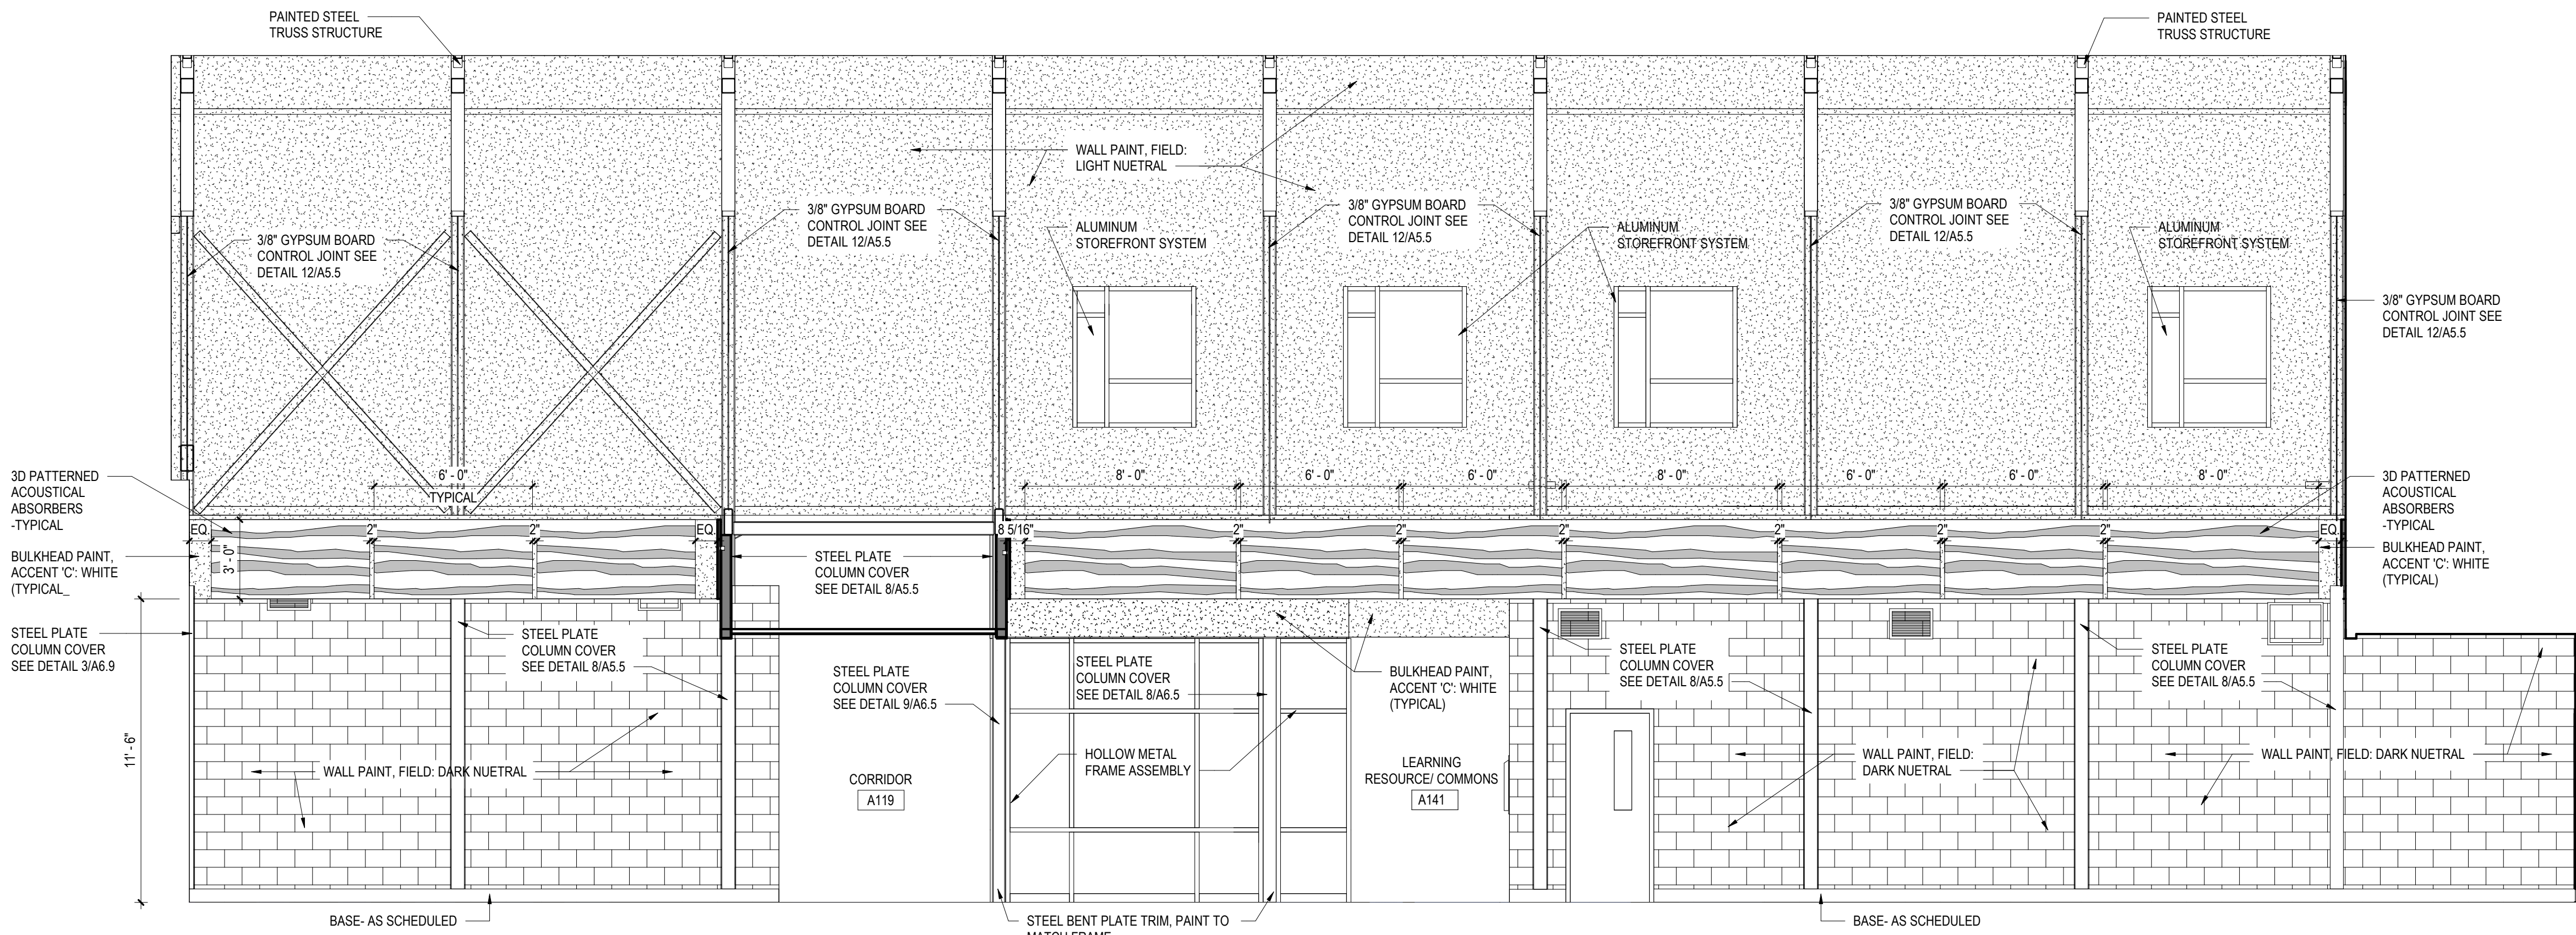 PAINTED STEEL
TRUSS STRUCTURE
PAINTED STEEL
TRUSS STRUCTURE
WALL PAINT, FIELD:
LIGHT NUETRAL
3/8" GYPSUM BOARD
CONTROL JOINT SEE
DETAIL 12/A5.5
3/8" GYPSUM BOARD
CONTROL JOINT SEE
DETAIL 12/A5.5
3/8" GYPSUM BOARD
CONTROL JOINT SEE
DETAIL 12/A5.5
3/8" GYPSUM BOARD
CONTROL JOINT SEE
DETAIL 12/A5.5
ALUMINUM
STOREFRONT SYSTEM
ALUMINUM
STOREFRONT SYSTEM
ALUMINUM
STOREFRONT SYSTEM
3/8" GYPSUM BOARD
CONTROL JOINT SEE
DETAIL 12/A5.5
3D PATTERNED
ACOUSTICAL
ABSORBERS
-TYPICAL
6' - 0"
TYPICAL
8' - 0"
6' - 0"
6' - 0"
8' - 0"
6' - 0"
6' - 0"
8' - 0"
3D PATTERNED
ACOUSTICAL
ABSORBERS
-TYPICAL
EQ.
2"
2"
EQ.
8 5/16"
2"
2"
2"
2"
2"
2"
EQ.
3' - 0"
BULKHEAD PAINT,
ACCENT 'C': WHITE
(TYPICAL_
STEEL PLATE
COLUMN COVER
SEE DETAIL 8/A5.5
BULKHEAD PAINT,
ACCENT 'C': WHITE
(TYPICAL)
STEEL PLATE
COLUMN COVER
SEE DETAIL 3/A6.9
STEEL PLATE
COLUMN COVER
SEE DETAIL 8/A5.5
STEEL PLATE
COLUMN COVER
SEE DETAIL 9/A6.5
STEEL PLATE
COLUMN COVER
SEE DETAIL 8/A6.5
BULKHEAD PAINT,
ACCENT 'C': WHITE
(TYPICAL)
STEEL PLATE
COLUMN COVER
SEE DETAIL 8/A5.5
STEEL PLATE
COLUMN COVER
SEE DETAIL 8/A5.5
11' - 6"
WALL PAINT, FIELD: DARK NUETRAL
CORRIDOR
A119
HOLLOW METAL
FRAME ASSEMBLY
LEARNING
RESOURCE/ COMMONS
A141
WALL PAINT, FIELD:
DARK NUETRAL
WALL PAINT, FIELD: DARK NUETRAL
BASE- AS SCHEDULED
STEEL BENT PLATE TRIM, PAINT TO
MATCH FRAME
BASE- AS SCHEDULED